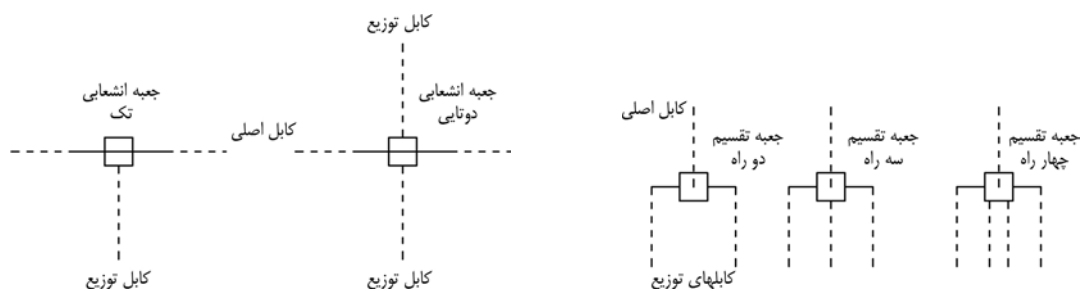 کابل توزیع
جعبه انشعابی
تک
جعبه انشعابی
دوتایی
کابل اصلی
کابل توزیع
کابل توزیع
کابل اصلی
جعبه تقسیم
دو راه
جعبه تقسیم
سه راه
جعبه تقسیم
چهار راه
کابلهای توزیع